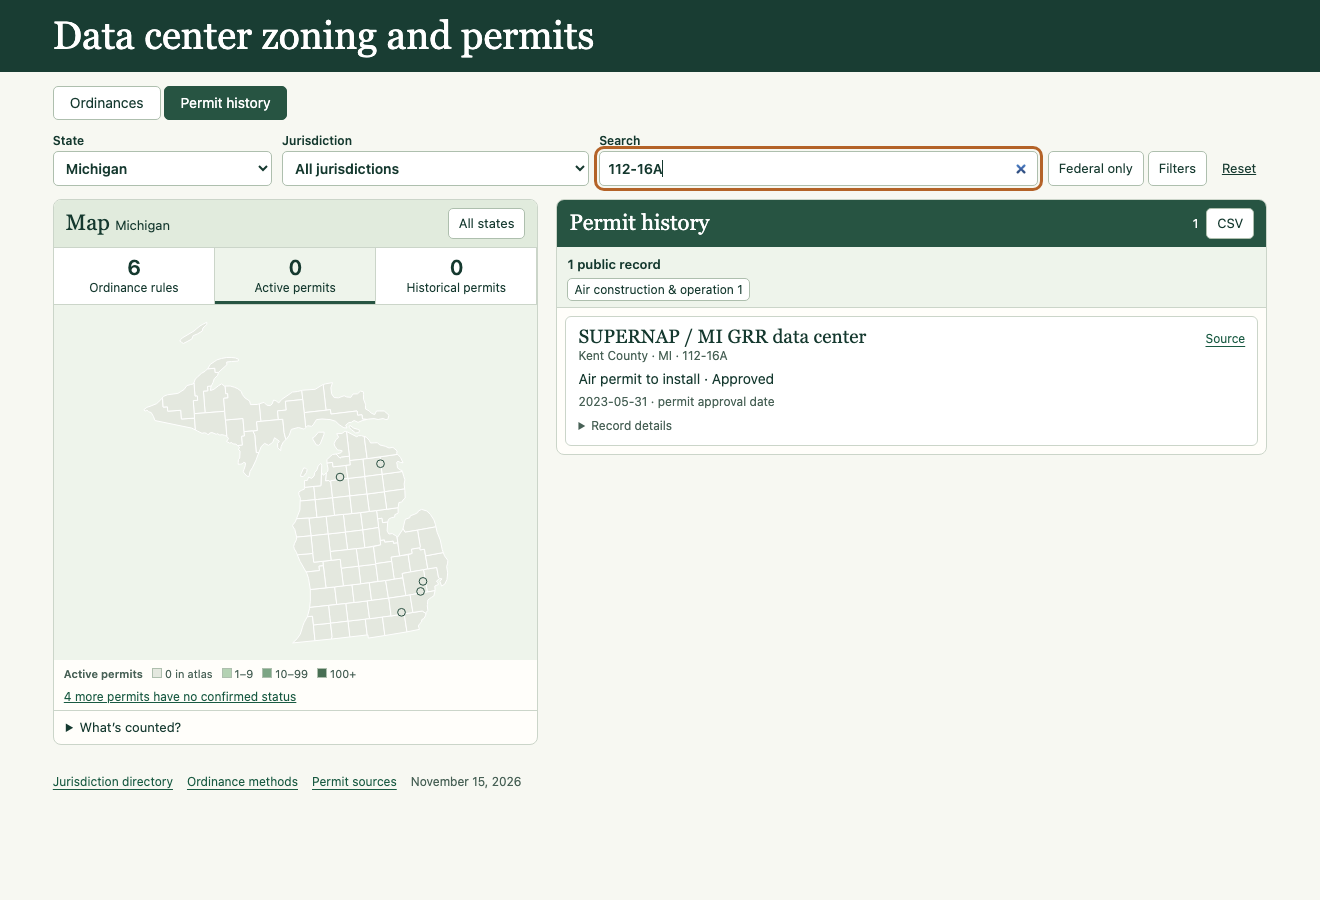 Data center zoning and permits
Ordinances
Permit history
State
Jurisdiction
Search
Michigan
All jurisdictions
112-16A
Federal only
Filters
Reset
Map Michigan
All states
6
Ordinance rules
0
Active permits
0
Historical permits
Active permits 0 in atlas 1–9 10–99 100+
4 more permits have no confirmed status
What's counted?
Permit history
1
CSV
1 public record
Air construction & operation 1
SUPERNAP / MI GRR data center
Source
Kent County · MI · 112-16A
Air permit to install · Approved
2023-05-31 · permit approval date
Record details
Jurisdiction directory
Ordinance methods
Permit sources
November 15, 2026